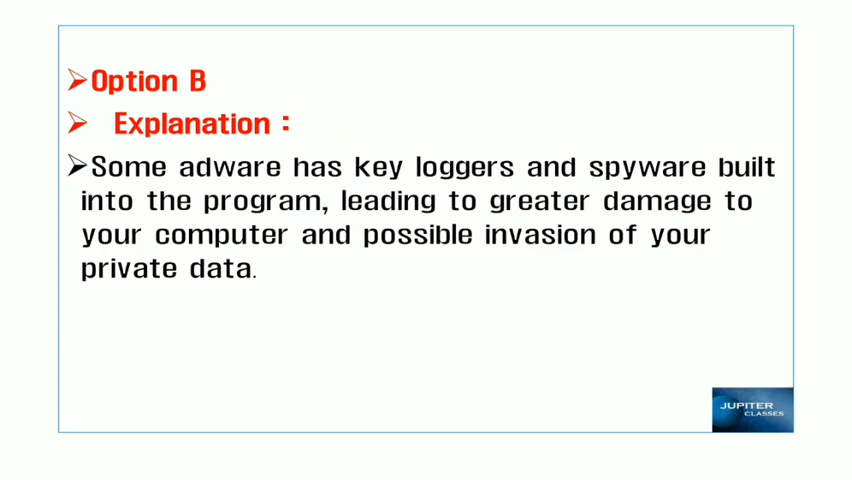 ➢Option B
➢ Explanation :
➢Some adware has key loggers and spyware built
into the program, leading to greater damage to
your computer and possible invasion of your
private data.
JUPITER
CLASSES